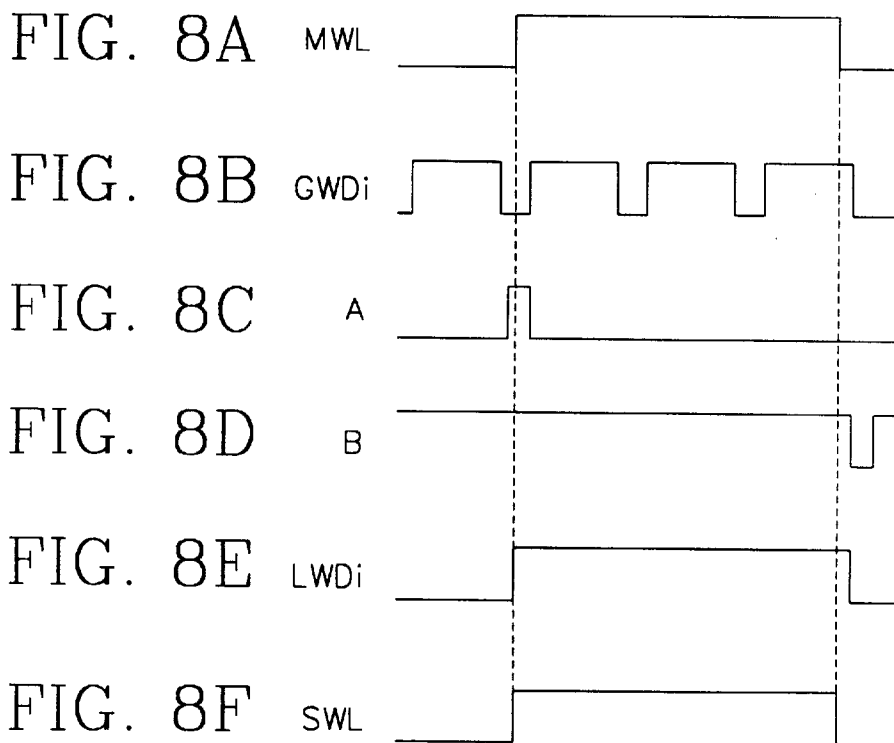 FIG. 8A MWL
FIG. 8B GWDi
FIG. 8C A
FIG. 8D B
FIG. 8E LWDi
FIG. 8F SWL